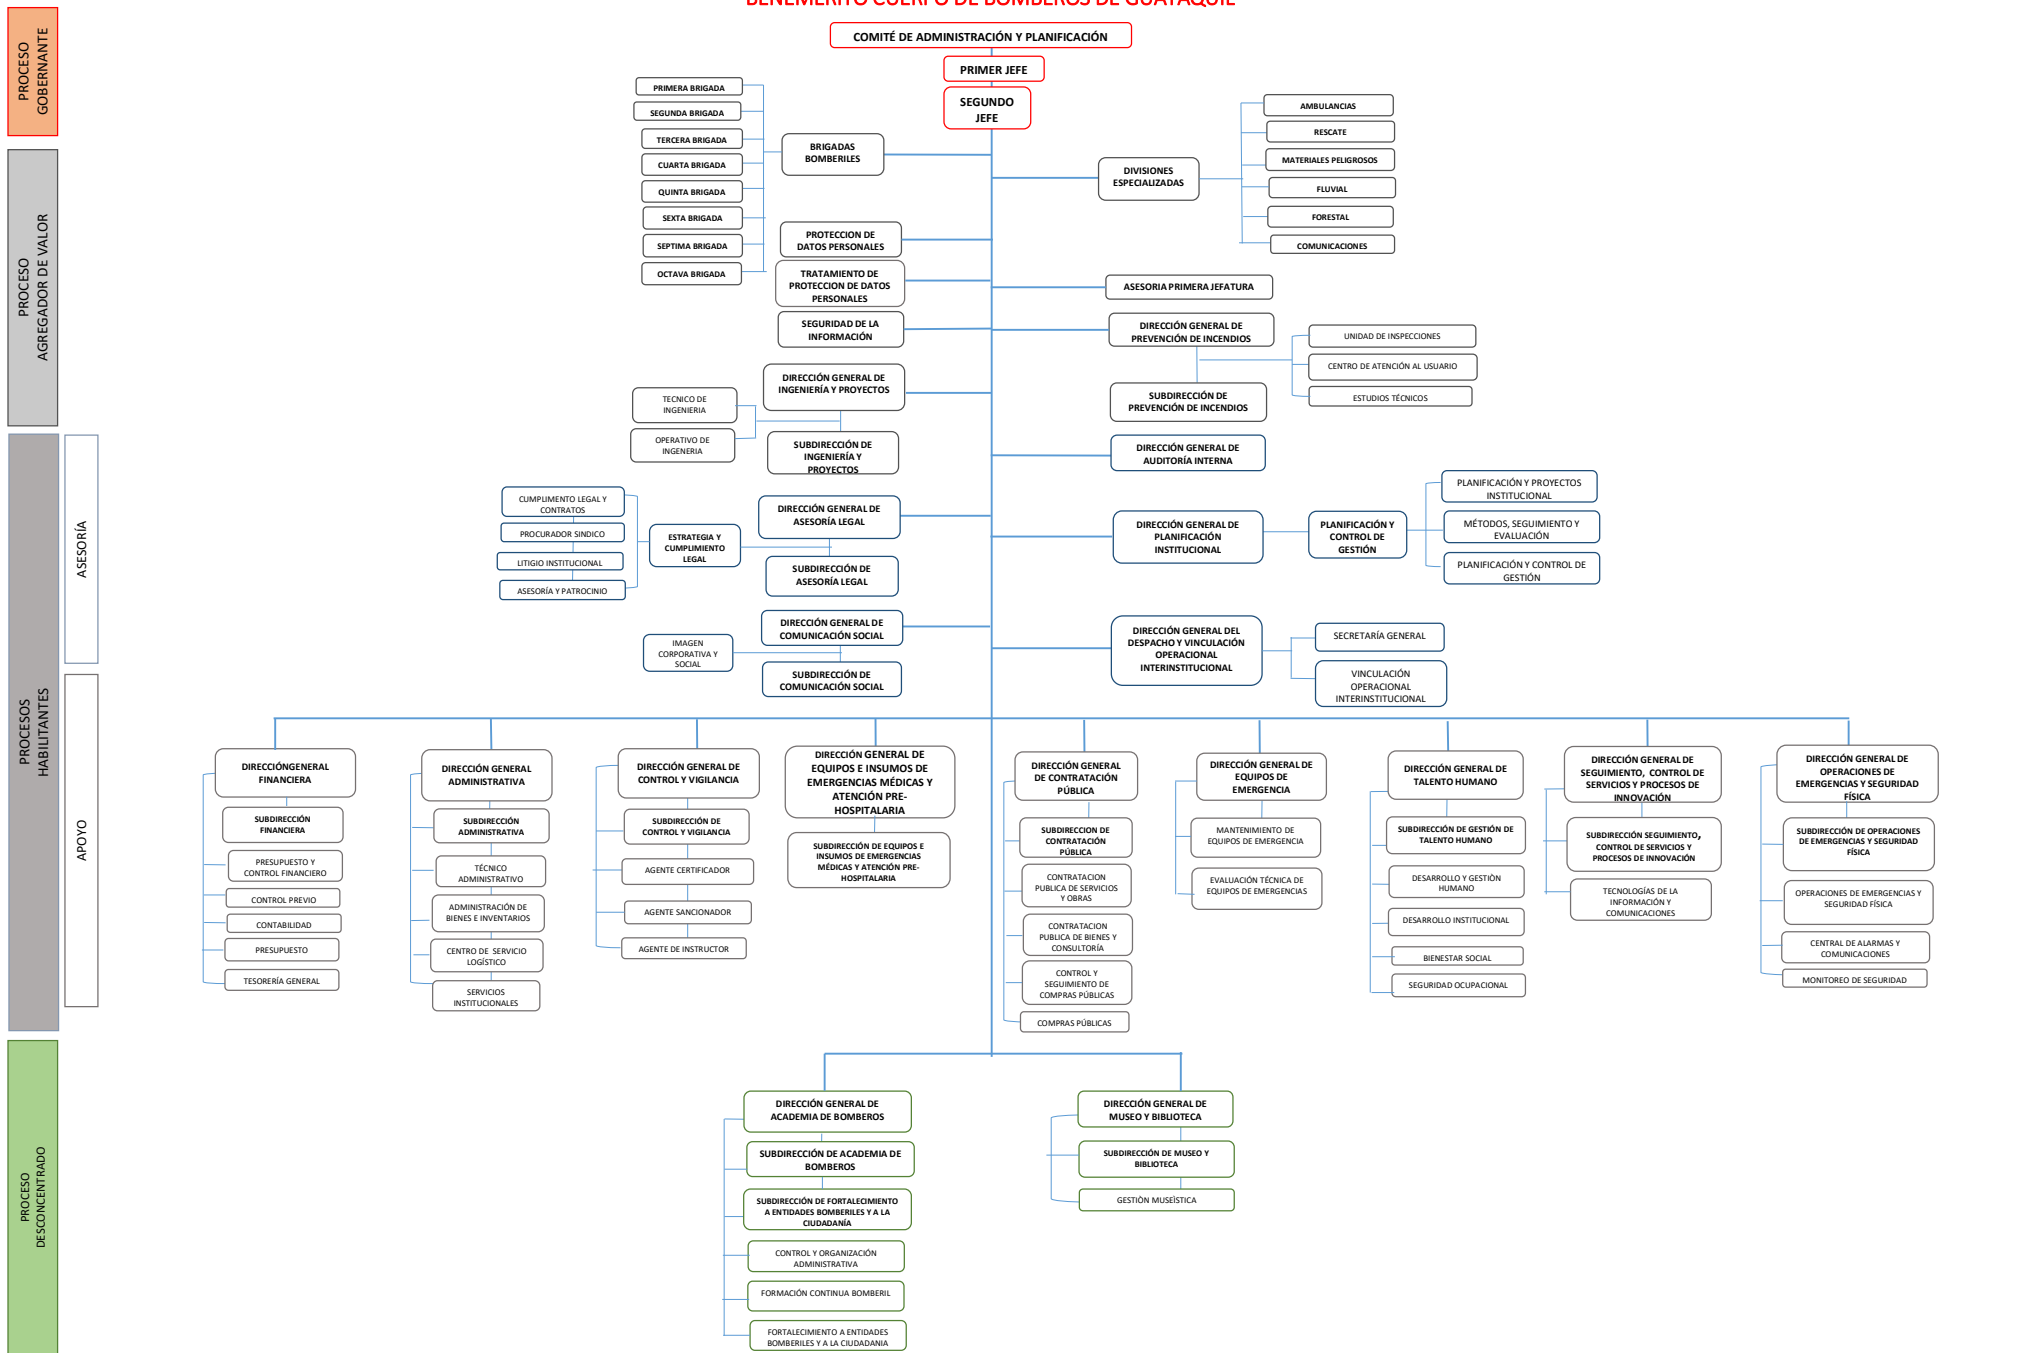 BENEMÉRITO CUERPO DE BOMBEROS DE GUAYAQUIL
COMITÉ DE ADMINISTRACIÓN Y PLANIFICACIÓN
PRIMER JEFE
SEGUNDO
JEFE
PROCESO
GOBERNANTE
PROCESO
AGREGADOR DE VALOR
PROCESOS
HABILITANTES
ASESORÍA
APOYO
PROCESO
DESCONCENTRADO
PRIMERA BRIGADA
SEGUNDA BRIGADA
TERCERA BRIGADA
CUARTA BRIGADA
QUINTA BRIGADA
SEXTA BRIGADA
SEPTIMA BRIGADA
OCTAVA BRIGADA
BRIGADAS
BOMBERILES
DIVISIONES
ESPECIALIZADAS
AMBULANCIAS
RESCATE
MATERIALES PELIGROSOS
FLUVIAL
FORESTAL
COMUNICACIONES
PROTECCION DE
DATOS PERSONALES
TRATAMIENTO DE
PROTECCION DE DATOS
PERSONALES
SEGURIDAD DE LA
INFORMACIÓN
ASESORIA PRIMERA JEFATURA
DIRECCIÓN GENERAL DE
PREVENCIÓN DE INCENDIOS
UNIDAD DE INSPECCIONES
CENTRO DE ATENCIÓN AL USUARIO
ESTUDIOS TÉCNICOS
SUBDIRECCIÓN DE
PREVENCIÓN DE INCENDIOS
DIRECCIÓN GENERAL DE
INGENIERÍA Y PROYECTOS
TECNICO DE
INGENIERIA
OPERATIVO DE
INGENERIA
SUBDIRECCIÓN DE
INGENIERÍA Y
PROYECTOS
DIRECCIÓN GENERAL DE
AUDITORÍA INTERNA
CUMPLIMENTO LEGAL Y
CONTRATOS
PROCURADOR SINDICO
LITIGIO INSTITUCIONAL
ASESORÍA Y PATROCINIO
ESTRATEGIA Y
CUMPLIMIENTO
LEGAL
DIRECCIÓN GENERAL DE
ASESORÍA LEGAL
SUBDIRECCIÓN DE
ASESORÍA LEGAL
DIRECCIÓN GENERAL DE
PLANIFICACIÓN
INSTITUCIONAL
PLANIFICACIÓN Y
CONTROL DE
GESTIÓN
PLANIFICACIÓN Y PROYECTOS
INSTITUCIONAL
MÉTODOS, SEGUIMIENTO Y
EVALUACIÓN
PLANIFICACIÓN Y CONTROL DE
GESTIÓN
DIRECCIÓN GENERAL DE
COMUNICACIÓN SOCIAL
IMAGEN
CORPORATIVA Y
SOCIAL
SUBDIRECCIÓN DE
COMUNICACIÓN SOCIAL
DIRECCIÓN GENERAL DEL
DESPACHO Y VINCULACIÓN
OPERACIONAL
INTERINSTITUCIONAL
SECRETARÍA GENERAL
VINCULACIÓN
OPERACIONAL
INTERINSTITUCIONAL
DIRECCIÓNGENERAL
FINANCIERA
SUBDIRECCIÓN
FINANCIERA
PRESUPUESTO Y
CONTROL FINANCIERO
CONTROL PREVIO
CONTABILIDAD
PRESUPUESTO
TESORERÍA GENERAL
DIRECCIÓN GENERAL
ADMINISTRATIVA
SUBDIRECCIÓN
ADMINISTRATIVA
TÉCNICO
ADMINISTRATIVO
ADMINISTRACIÓN DE
BIENES E INVENTARIOS
CENTRO DE SERVICIO
LOGÍSTICO
SERVICIOS
INSTITUCIONALES
DIRECCIÓN GENERAL DE
CONTROL Y VIGILANCIA
SUBDIRECCIÓN DE
CONTROL Y VIGILANCIA
AGENTE CERTIFICADOR
AGENTE SANCIONADOR
AGENTE DE INSTRUCTOR
DIRECCIÓN GENERAL DE
EQUIPOS E INSUMOS DE
EMERGENCIAS MÉDICAS Y
ATENCIÓN PRE-
HOSPITALARIA
SUBDIRECCIÓN DE EQUIPOS E
INSUMOS DE EMERGENCIAS
MÉDICAS Y ATENCIÓN PRE-
HOSPITALARIA
DIRECCIÓN GENERAL
DE CONTRATACIÓN
PÚBLICA
SUBDIRECCION DE
CONTRATACIÓN
PÚBLICA
CONTRATACION
PUBLICA DE SERVICIOS
Y OBRAS
CONTRATACION
PUBLICA DE BIENES Y
CONSULTORÍA
CONTROL Y
SEGUIMIENTO DE
COMPRAS PÚBLICAS
COMPRAS PÚBLICAS
DIRECCIÓN GENERAL DE
EQUIPOS DE
EMERGENCIA
MANTENIMIENTO DE
EQUIPOS DE EMERGENCIA
EVALUACIÓN TÉCNICA DE
EQUIPOS DE EMERGENCIAS
DIRECCIÓN GENERAL DE
TALENTO HUMANO
SUBDIRECCIÓN DE GESTIÓN DE
TALENTO HUMANO
DESARROLLO Y GESTIÒN
HUMANO
DESARROLLO INSTITUCIONAL
BIENESTAR SOCIAL
SEGURIDAD OCUPACIONAL
DIRECCIÓN GENERAL DE
SEGUIMIENTO, CONTROL DE
SERVICIOS Y PROCESOS DE
INNOVACIÓN
SUBDIRECCIÓN SEGUIMIENTO,
CONTROL DE SERVICIOS Y
PROCESOS DE INNOVACIÓN
TECNOLOGÍAS DE LA
INFORMACIÓN Y
COMUNICACIONES
DIRECCIÓN GENERAL DE
OPERACIONES DE
EMERGENCIAS Y SEGURIDAD
FÍSICA
SUBDIRECCIÓN DE OPERACIONES
DE EMERGENCIAS Y SEGURIDAD
FÍSICA
OPERACIONES DE EMERGENCIAS Y
SEGURIDAD FÍSICA
CENTRAL DE ALARMAS Y
COMUNICACIONES
MONITOREO DE SEGURIDAD
DIRECCIÓN GENERAL DE
ACADEMIA DE BOMBEROS
SUBDIRECCIÓN DE ACADEMIA DE
BOMBEROS
SUBDIRECCIÓN DE FORTALECIMIENTO
A ENTIDADES BOMBERILES Y A LA
CIUDADANÍA
CONTROL Y ORGANIZACIÓN
ADMINISTRATIVA
FORMACIÓN CONTINUA BOMBERIL
FORTALECIMIENTO A ENTIDADES
BOMBERILES Y A LA CIUDADANIA
DIRECCIÓN GENERAL DE
MUSEO Y BIBLIOTECA
SUBDIRECCIÓN DE MUSEO Y
BIBLIOTECA
GESTIÒN MUSEÌSTICA